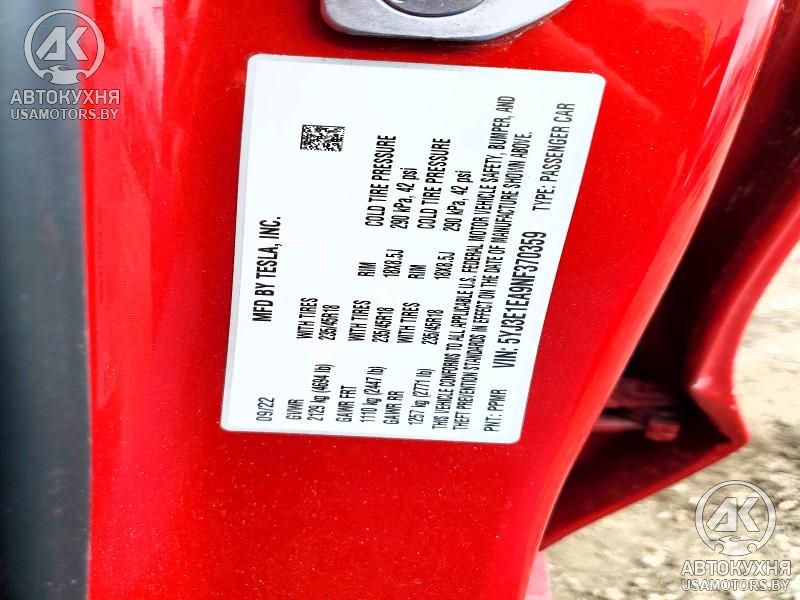 АК
АВТОКУХНЯ
USAMOTORS.BY
MFD BY TESLA, INC.
09/22
GVWR
2129 kg (4694 lb)
WITH TIRES
235/45R18
RIM
18X8.5J
COLD TIRE PRESSURE
290 kPa, 42 psi
GAWR FRT
1110 kg (2447 lb)
WITH TIRES
235/45R18
RIM
18X8.5J
COLD TIRE PRESSURE
290 kPa, 42 psi
GAWR RR
1257 kg (2771 lb)
THIS VEHICLE CONFORMS TO ALL APPLICABLE U.S. FEDERAL MOTOR VEHICLE SAFETY, BUMPER, AND
THEFT PREVENTION STANDARDS IN EFFECT ON THE DATE OF MANUFACTURE SHOWN ABOVE.
VIN: 5YJ3E1EA9NF370359
PNT: PPMR
TYPE: PASSENGER CAR
АК
АВТОКУХНЯ
USAMOTORS.BY